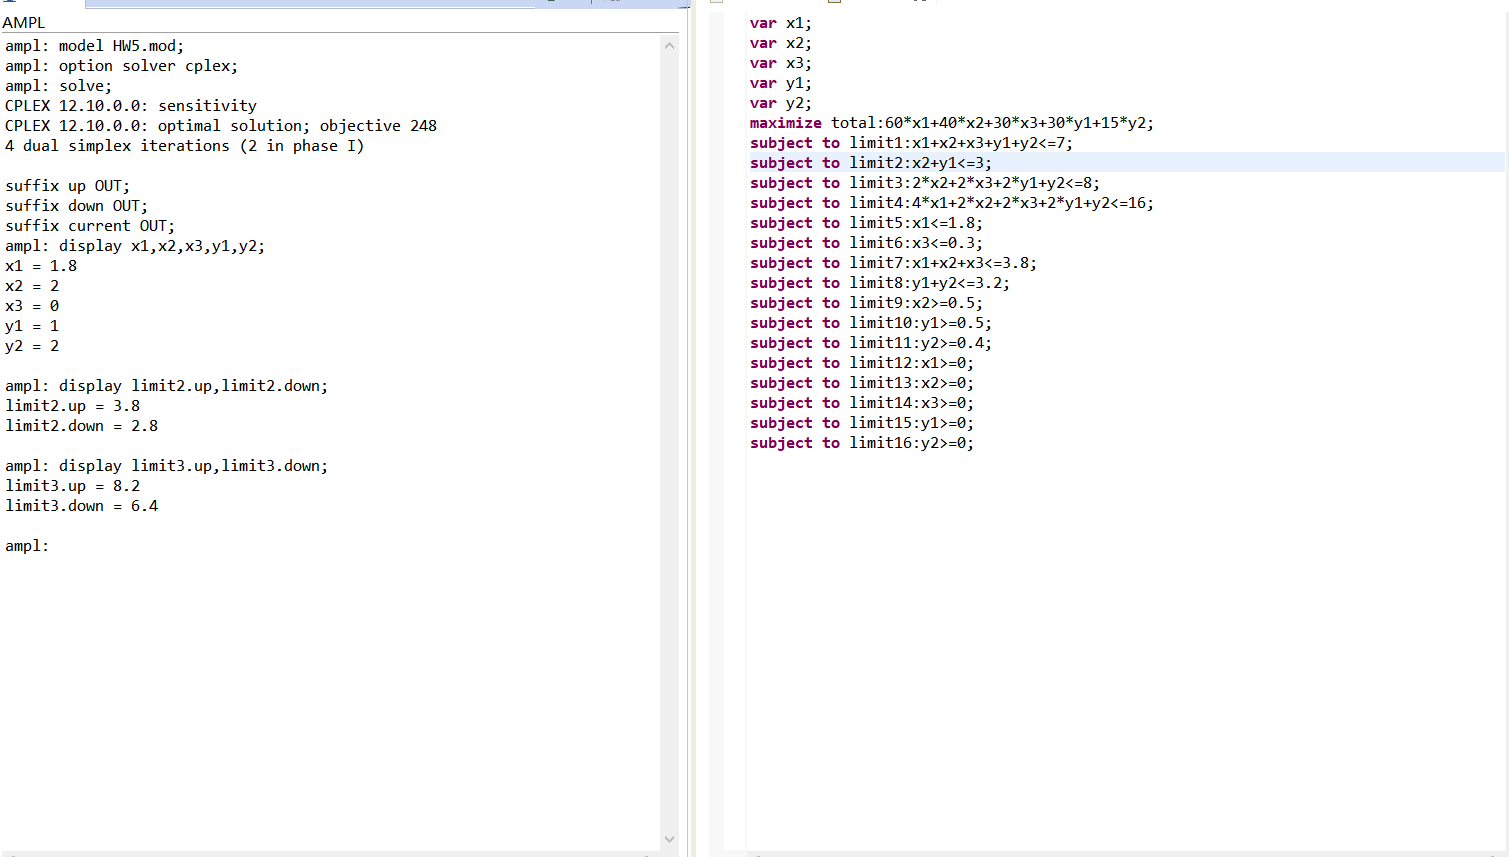 AMPL
ampl: model HW5.mod;
ampl: option solver cplex;
ampl: solve;
CPLEX 12.10.0.0: sensitivity
CPLEX 12.10.0.0: optimal solution; objective 248
4 dual simplex iterations (2 in phase I)
suffix up OUT;
suffix down OUT;
suffix current OUT;
ampl: display x1,x2,x3,y1,y2;
x1 = 1.8
x2 = 2
x3 = 0
y1 = 1
y2 = 2
ampl: display limit2.up,limit2.down;
limit2.up = 3.8
limit2.down = 2.8
ampl: display limit3.up,limit3.down;
limit3.up = 8.2
limit3.down = 6.4
ampl:
var x1;
var x2;
var x3;
var y1;
var y2;
maximize total:60*x1+40*x2+30*x3+30*y1+15*y2;
subject to limit1:x1+x2+x3+y1+y2<=7;
subject to limit2:x2+y1<=3;
subject to limit3:2*x2+2*x3+2*y1+y2<=8;
subject to limit4:4*x1+2*x2+2*x3+2*y1+y2<=16;
subject to limit5:x1<=1.8;
subject to limit6:x3<=0.3;
subject to limit7:x1+x2+x3<=3.8;
subject to limit8:y1+y2<=3.2;
subject to limit9:x2>=0.5;
subject to limit10:y1>=0.5;
subject to limit11:y2>=0.4;
subject to limit12:x1>=0;
subject to limit13:x2>=0;
subject to limit14:x3>=0;
subject to limit15:y1>=0;
subject to limit16:y2>=0;